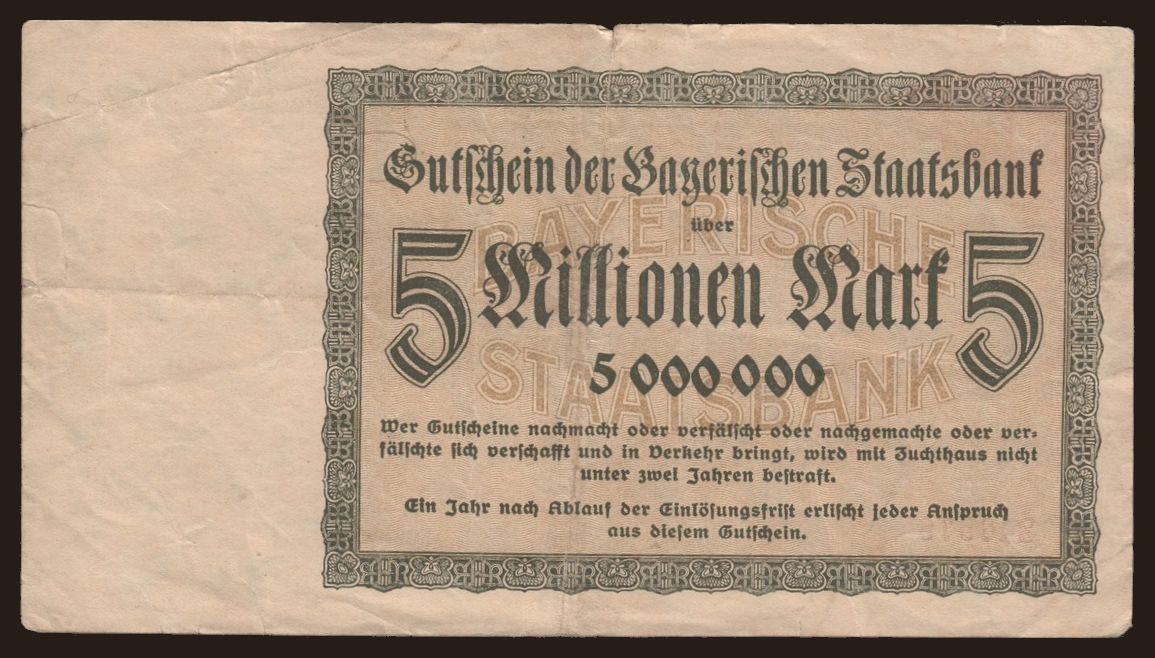 Gutschein der Bayerischen Staatsbank
über
5 Millionen Mark 5
5 000 000
BAYERISCHE
STAATSBANK
Wer Gutscheine nachmacht oder verfälscht oder nachgemachte oder ver=
fälschte sich verschafft und in Verkehr bringt, wird mit Zuchthaus nicht
unter zwei Jahren bestraft.
Ein Jahr nach Ablauf der Einlösungsfrist erlischt jeder Anspruch
aus diesem Gutschein.